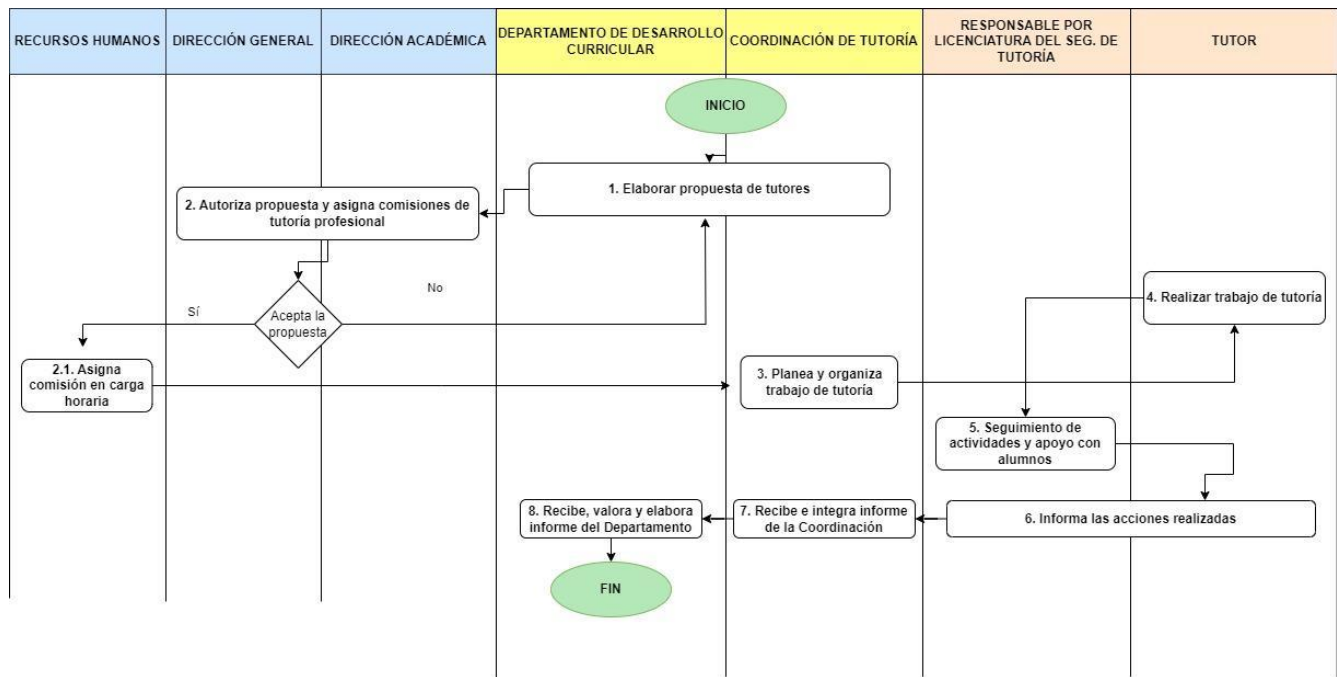 RECURSOS HUMANOS
DIRECCIÓN GENERAL
DIRECCIÓN ACADÉMICA
DEPARTAMENTO DE DESARROLLO
CURRICULAR
COORDINACIÓN DE TUTORÍA
RESPONSABLE POR
LICENCIATURA DEL SEG. DE
TUTORÍA
TUTOR
INICIO
1. Elaborar propuesta de tutores
2. Autoriza propuesta y asigna comisiones de
tutoría profesional
No
Sí
Acepta la
propuesta
4. Realizar trabajo de tutoría
2.1. Asigna
comisión en carga
horaria
3. Planea y organiza
trabajo de tutoría
5. Seguimiento de
actividades y apoyo con
alumnos
8. Recibe, valora y elabora
informe del Departamento
7. Recibe e integra informe
de la Coordinación
6. Informa las acciones realizadas
FIN